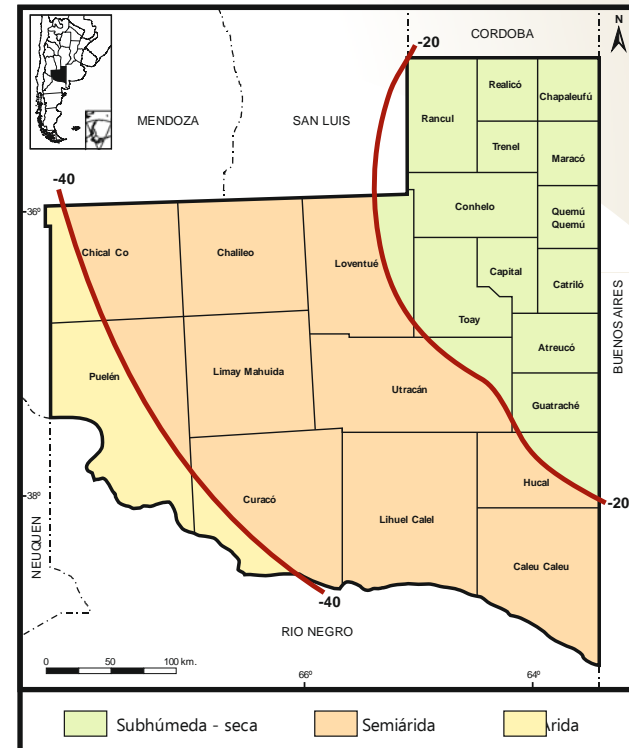 -20
CORDOBA
N
Realicó
Chapaleufú
Rancul
MENDOZA
SAN LUIS
Trenel
Maracó
-40
36º
Conhelo
Quemú
Quemú
Chical Co
Chalileo
Loventué
Capital
Catriló
BUENOS AIRES
Toay
Atreucó
Puelén
Limay Mahuida
Utracán
Guatraché
Hucal
38º
-20
Curacó
Lihuel Calel
NEUQUEN
Caleu Caleu
-40
RIO NEGRO
0 50 100 km.
66º
64º
Subhúmeda - seca
Semiárida
rida